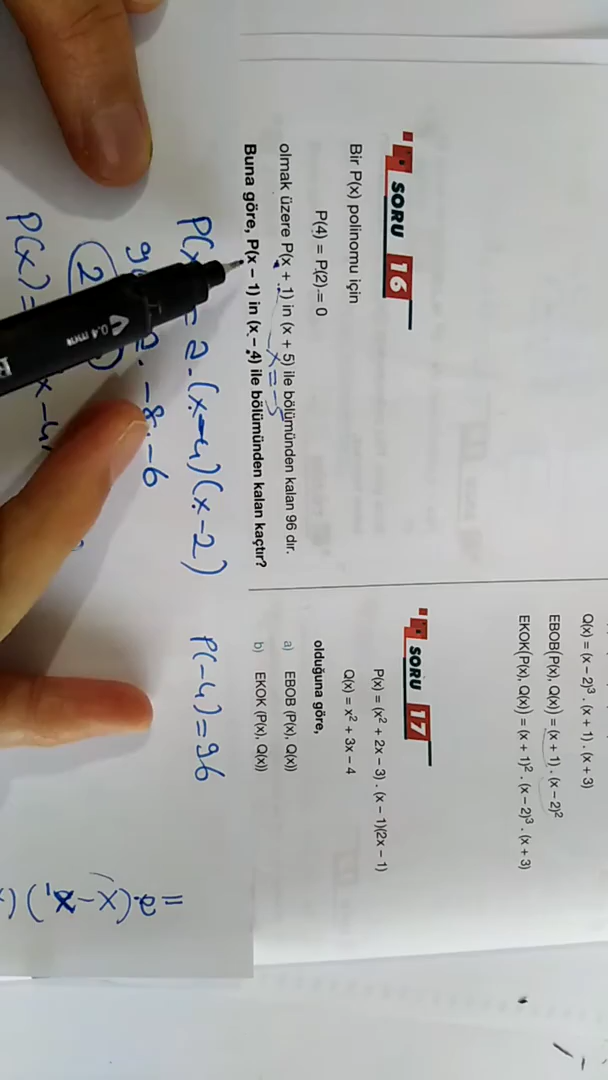 Q(x) = (x – 2)³ . (x + 1) . (x + 3)
EBOB(P(x), Q(x)) = (x + 1) . (x – 2)²
EKOK(P(x), Q(x)) = (x + 1)² . (x – 2)³ . (x + 3)
SORU 16
Bir P(x) polinomu için
P(4) = P(2) = 0
olmak üzere P(x + 1) in (x + 5) ile bölümünden kalan 96 dır.
x = -5
Buna göre, P(x – 1) in (x – 4) ile bölümünden kalan kaçtır?
2.(x-4)(x-2)
P(-4)=96
-8.-6
P(x)=
SORU 17
P(x) = (x² + 2x – 3) . (x – 1)(2x – 1)
Q(x) = x² + 3x – 4
olduğuna göre,
a) EBOB (P(x), Q(x))
b) EKOK (P(x), Q(x))
0.4 mm